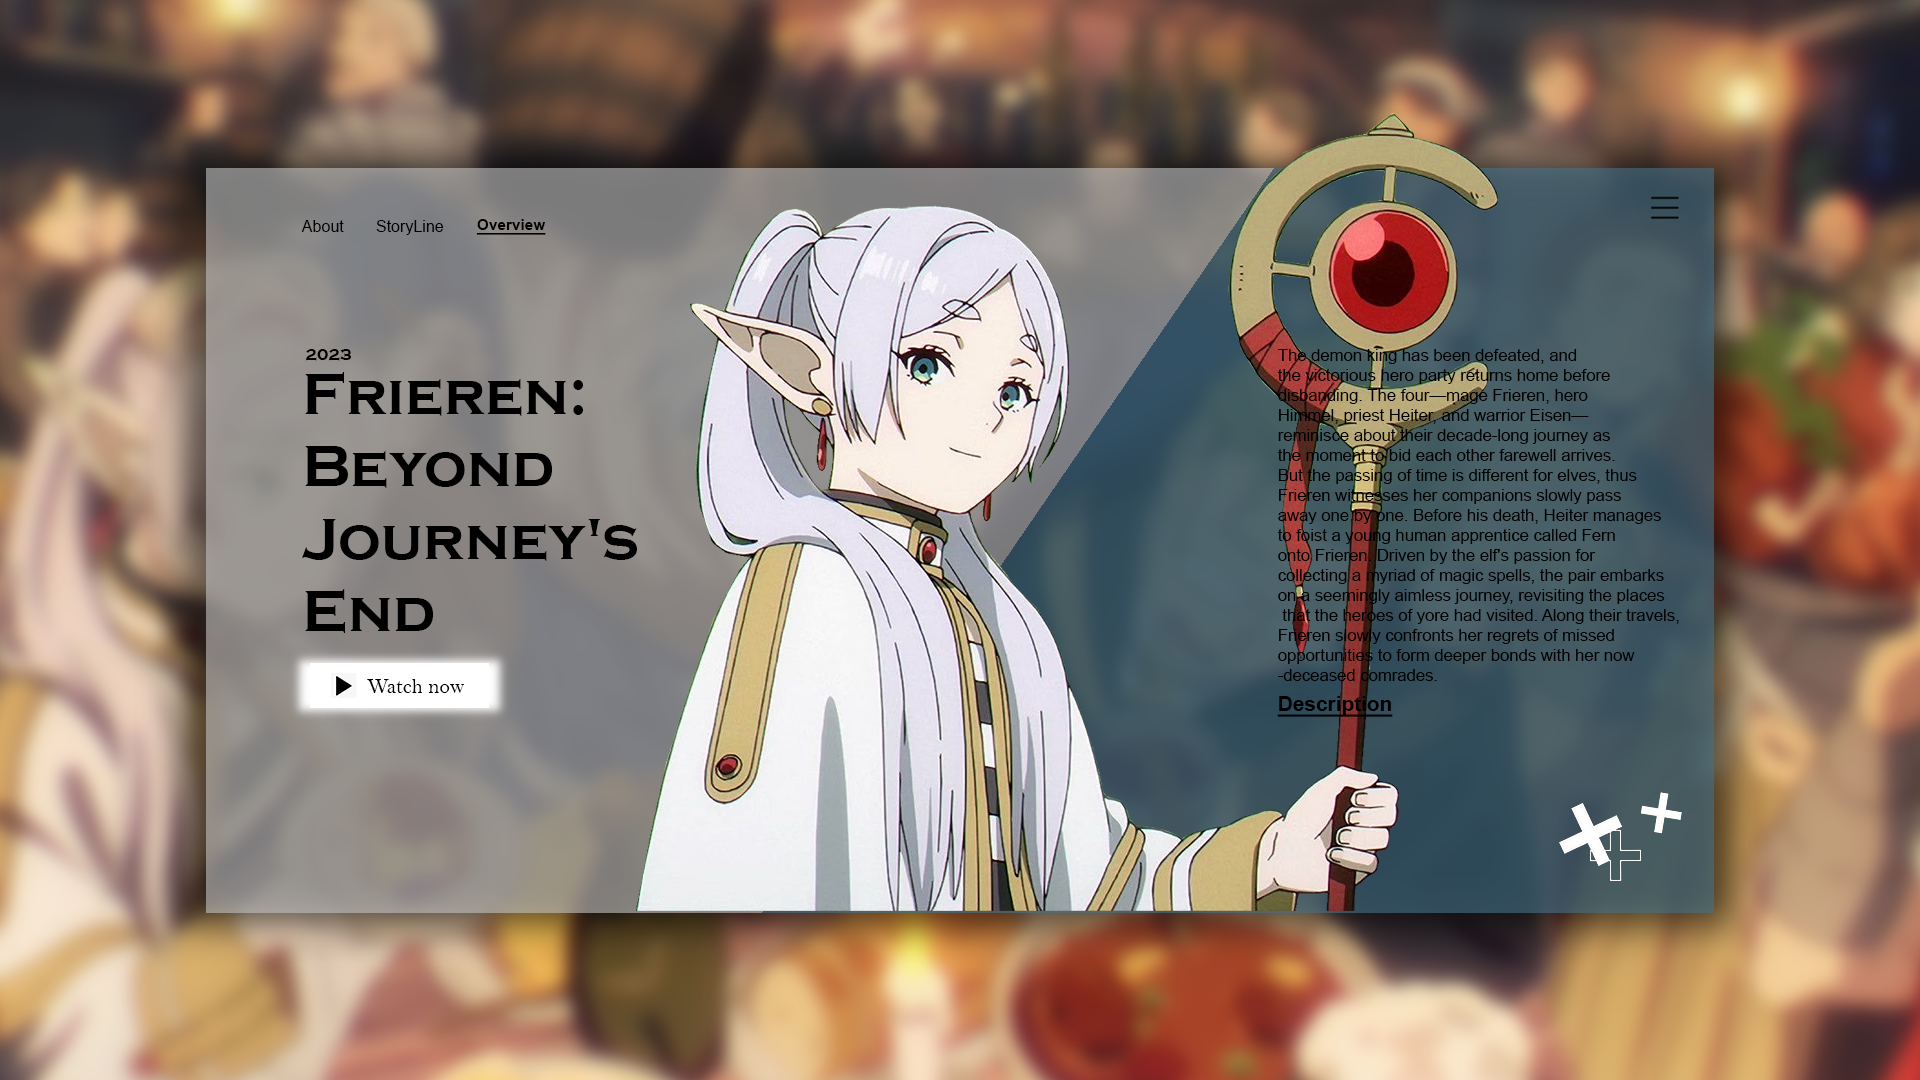 About StoryLine Overview
2023
Frieren:
Beyond
Journey's
End
Watch now
The demon king has been defeated, and
the victorious hero party returns home before
disbanding. The four—mage Frieren, hero
Himmel, priest Heiter, and warrior Eisen—
reminisce about their decade-long journey as
the moment to bid each other farewell arrives.
But the passing of time is different for elves, thus
Frieren witnesses her companions slowly pass
away one by one. Before his death, Heiter manages
to foist a young human apprentice called Fern
onto Frieren. Driven by the elf's passion for
collecting a myriad of magic spells, the pair embarks
on a seemingly aimless journey, revisiting the places
that the heroes of yore had visited. Along their travels,
Frieren slowly confronts her regrets of missed
opportunities to form deeper bonds with her now
-deceased comrades.
Description